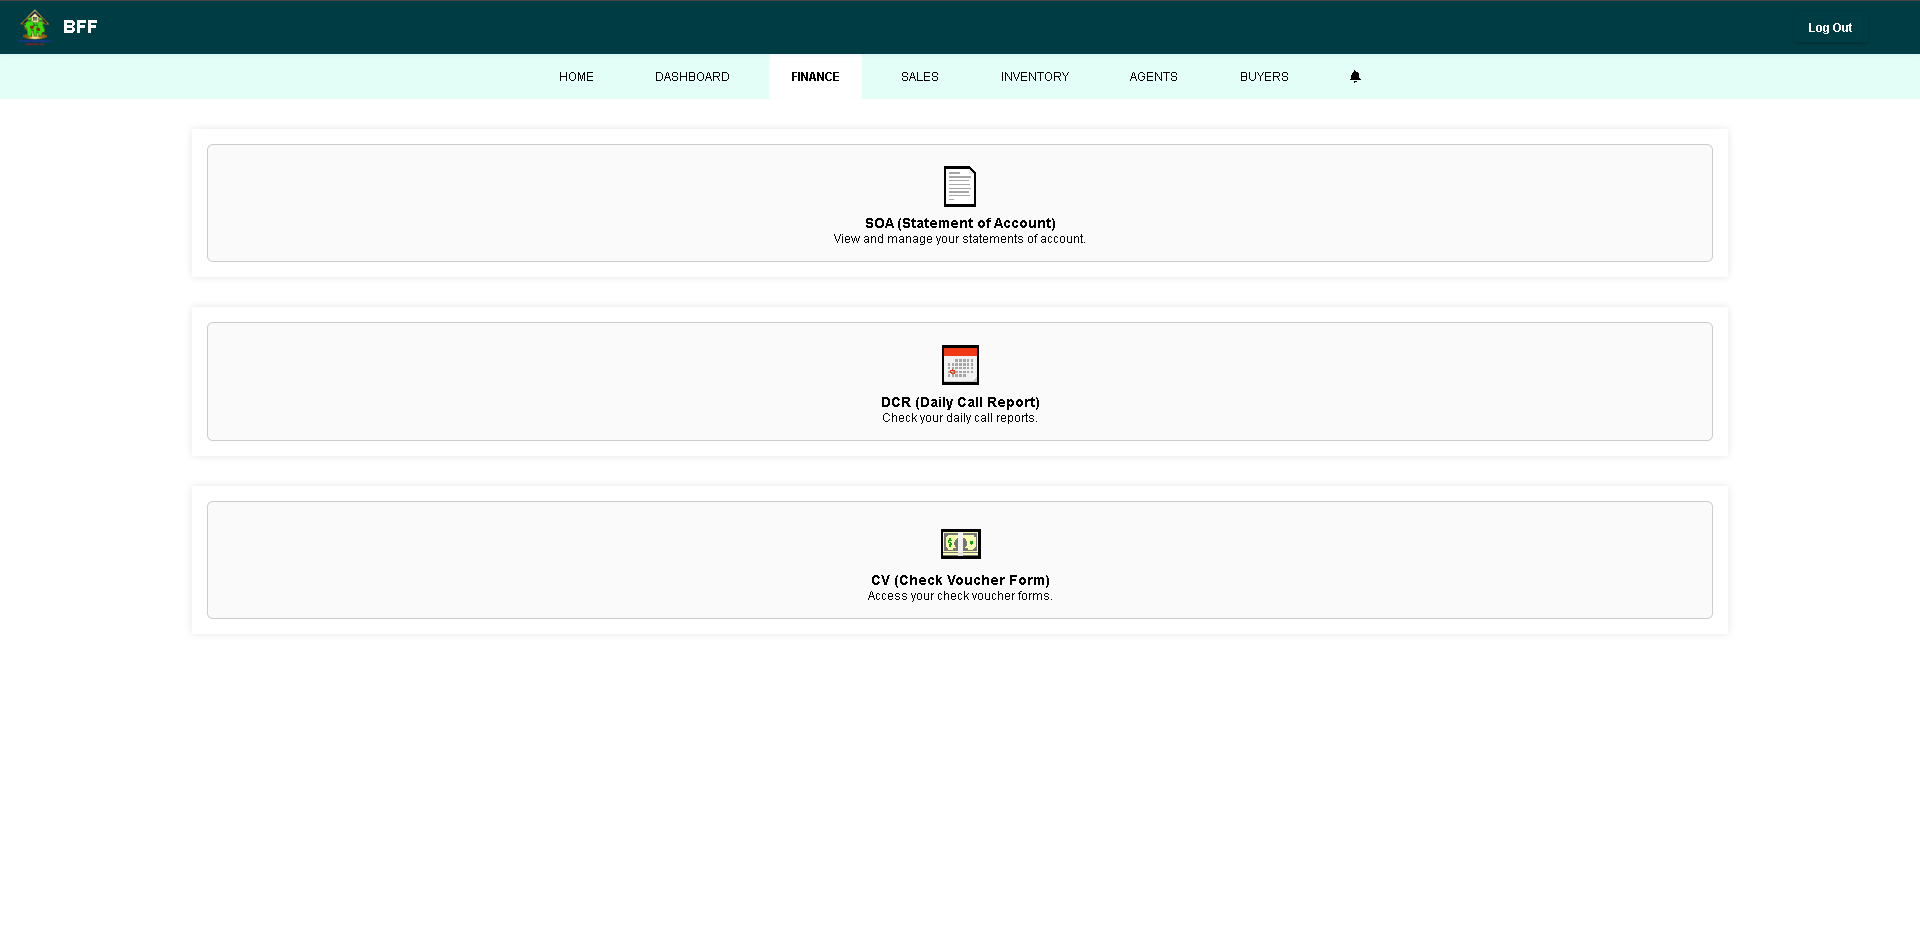 BFF
Log Out
HOME DASHBOARD FINANCE SALES INVENTORY AGENTS BUYERS
SOA (Statement of Account)
View and manage your statements of account.
DCR (Daily Call Report)
Check your daily call reports.
CV (Check Voucher Form)
Access your check voucher forms.